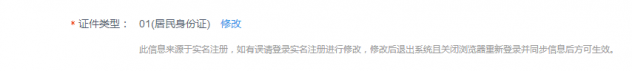 * 证件类型： 01(居民身份证) 修改
此信息来源于实名注册，如有误请登录实名注册进行修改，修改后退出系统且关闭浏览器重新登录并同步信息后方可生效。